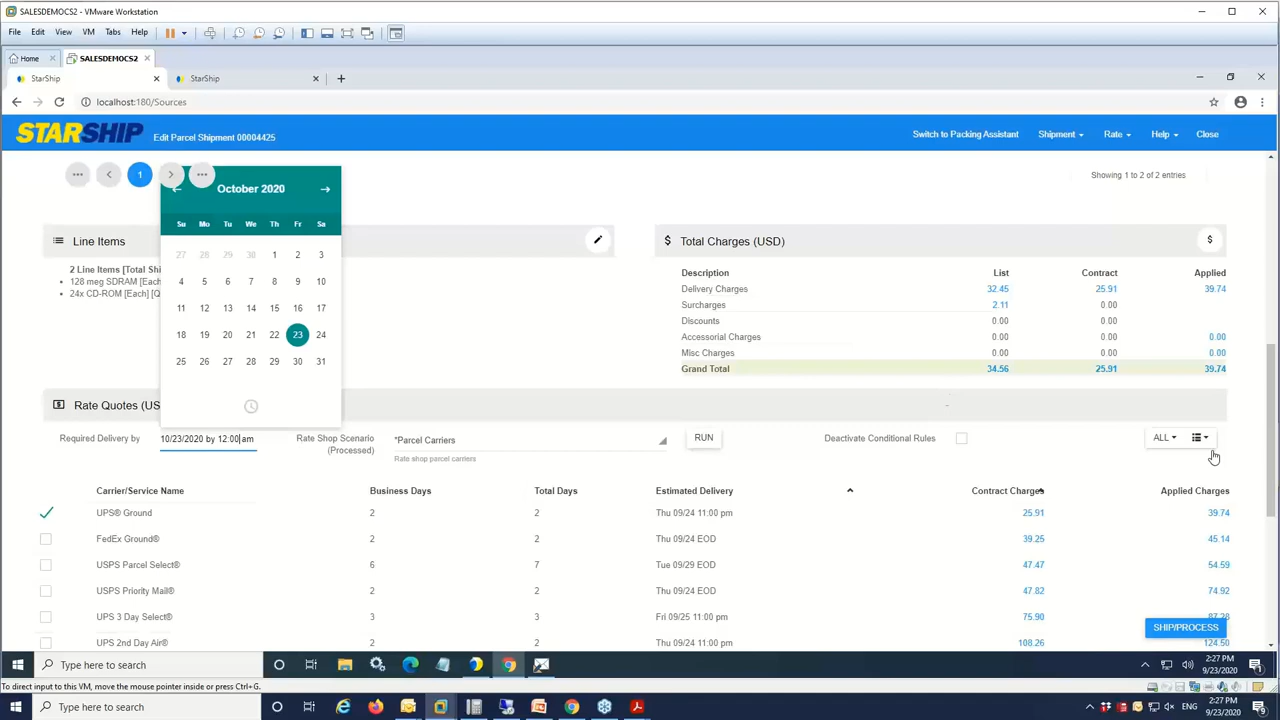 SALESDEMOCS2 - VMware Workstation
File Edit View VM Tabs Help
Home SALESDEMOCS2
StarShip StarShip
localhost:180/Sources
STARSHIP Edit Parcel Shipment 00004425 Switch to Packing Assistant Shipment Rate Help Close
1 Showing 1 to 2 of 2 entries
October 2020
Su Mo Tu We Th Fr Sa
27 28 29 30 1 2 3
4 5 6 7 8 9 10
11 12 13 14 15 16 17
18 19 20 21 22 23 24
25 26 27 28 29 30 31
Line Items
2 Line Items [Total Shi
128 meg SDRAM [Each
24x CD-ROM [Each] [Q
$ Total Charges (USD) $
Description List Contract Applied
Delivery Charges 32.45 25.91 39.74
Surcharges 2.11 0.00
Discounts 0.00 0.00
Accessorial Charges 0.00 0.00 0.00
Misc Charges 0.00 0.00 0.00
Grand Total 34.56 25.91 39.74
Rate Quotes (US
Required Delivery by 10/23/2020 by 12:00 am Rate Shop Scenario (Processed) *Parcel Carriers RUN Deactivate Conditional Rules ALL
Rate shop parcel carriers
Carrier/Service Name Business Days Total Days Estimated Delivery Contract Charges Applied Charges
UPS® Ground 2 2 Thu 09/24 11:00 pm 25.91 39.74
FedEx Ground® 2 2 Thu 09/24 EOD 39.25 45.14
USPS Parcel Select® 6 7 Tue 09/29 EOD 47.47 54.59
USPS Priority Mail® 2 2 Thu 09/24 EOD 47.82 74.92
UPS 3 Day Select® 3 3 Fri 09/25 11:00 pm 75.90 87.28
SHIP/PROCESS
UPS 2nd Day Air® 2 2 Thu 09/24 11:00 pm 108.26 124.50
Type here to search 2:27 PM
9/23/2020
To direct input to this VM, move the mouse pointer inside or press Ctrl+G.
Type here to search ENG 2:27 PM
9/23/2020